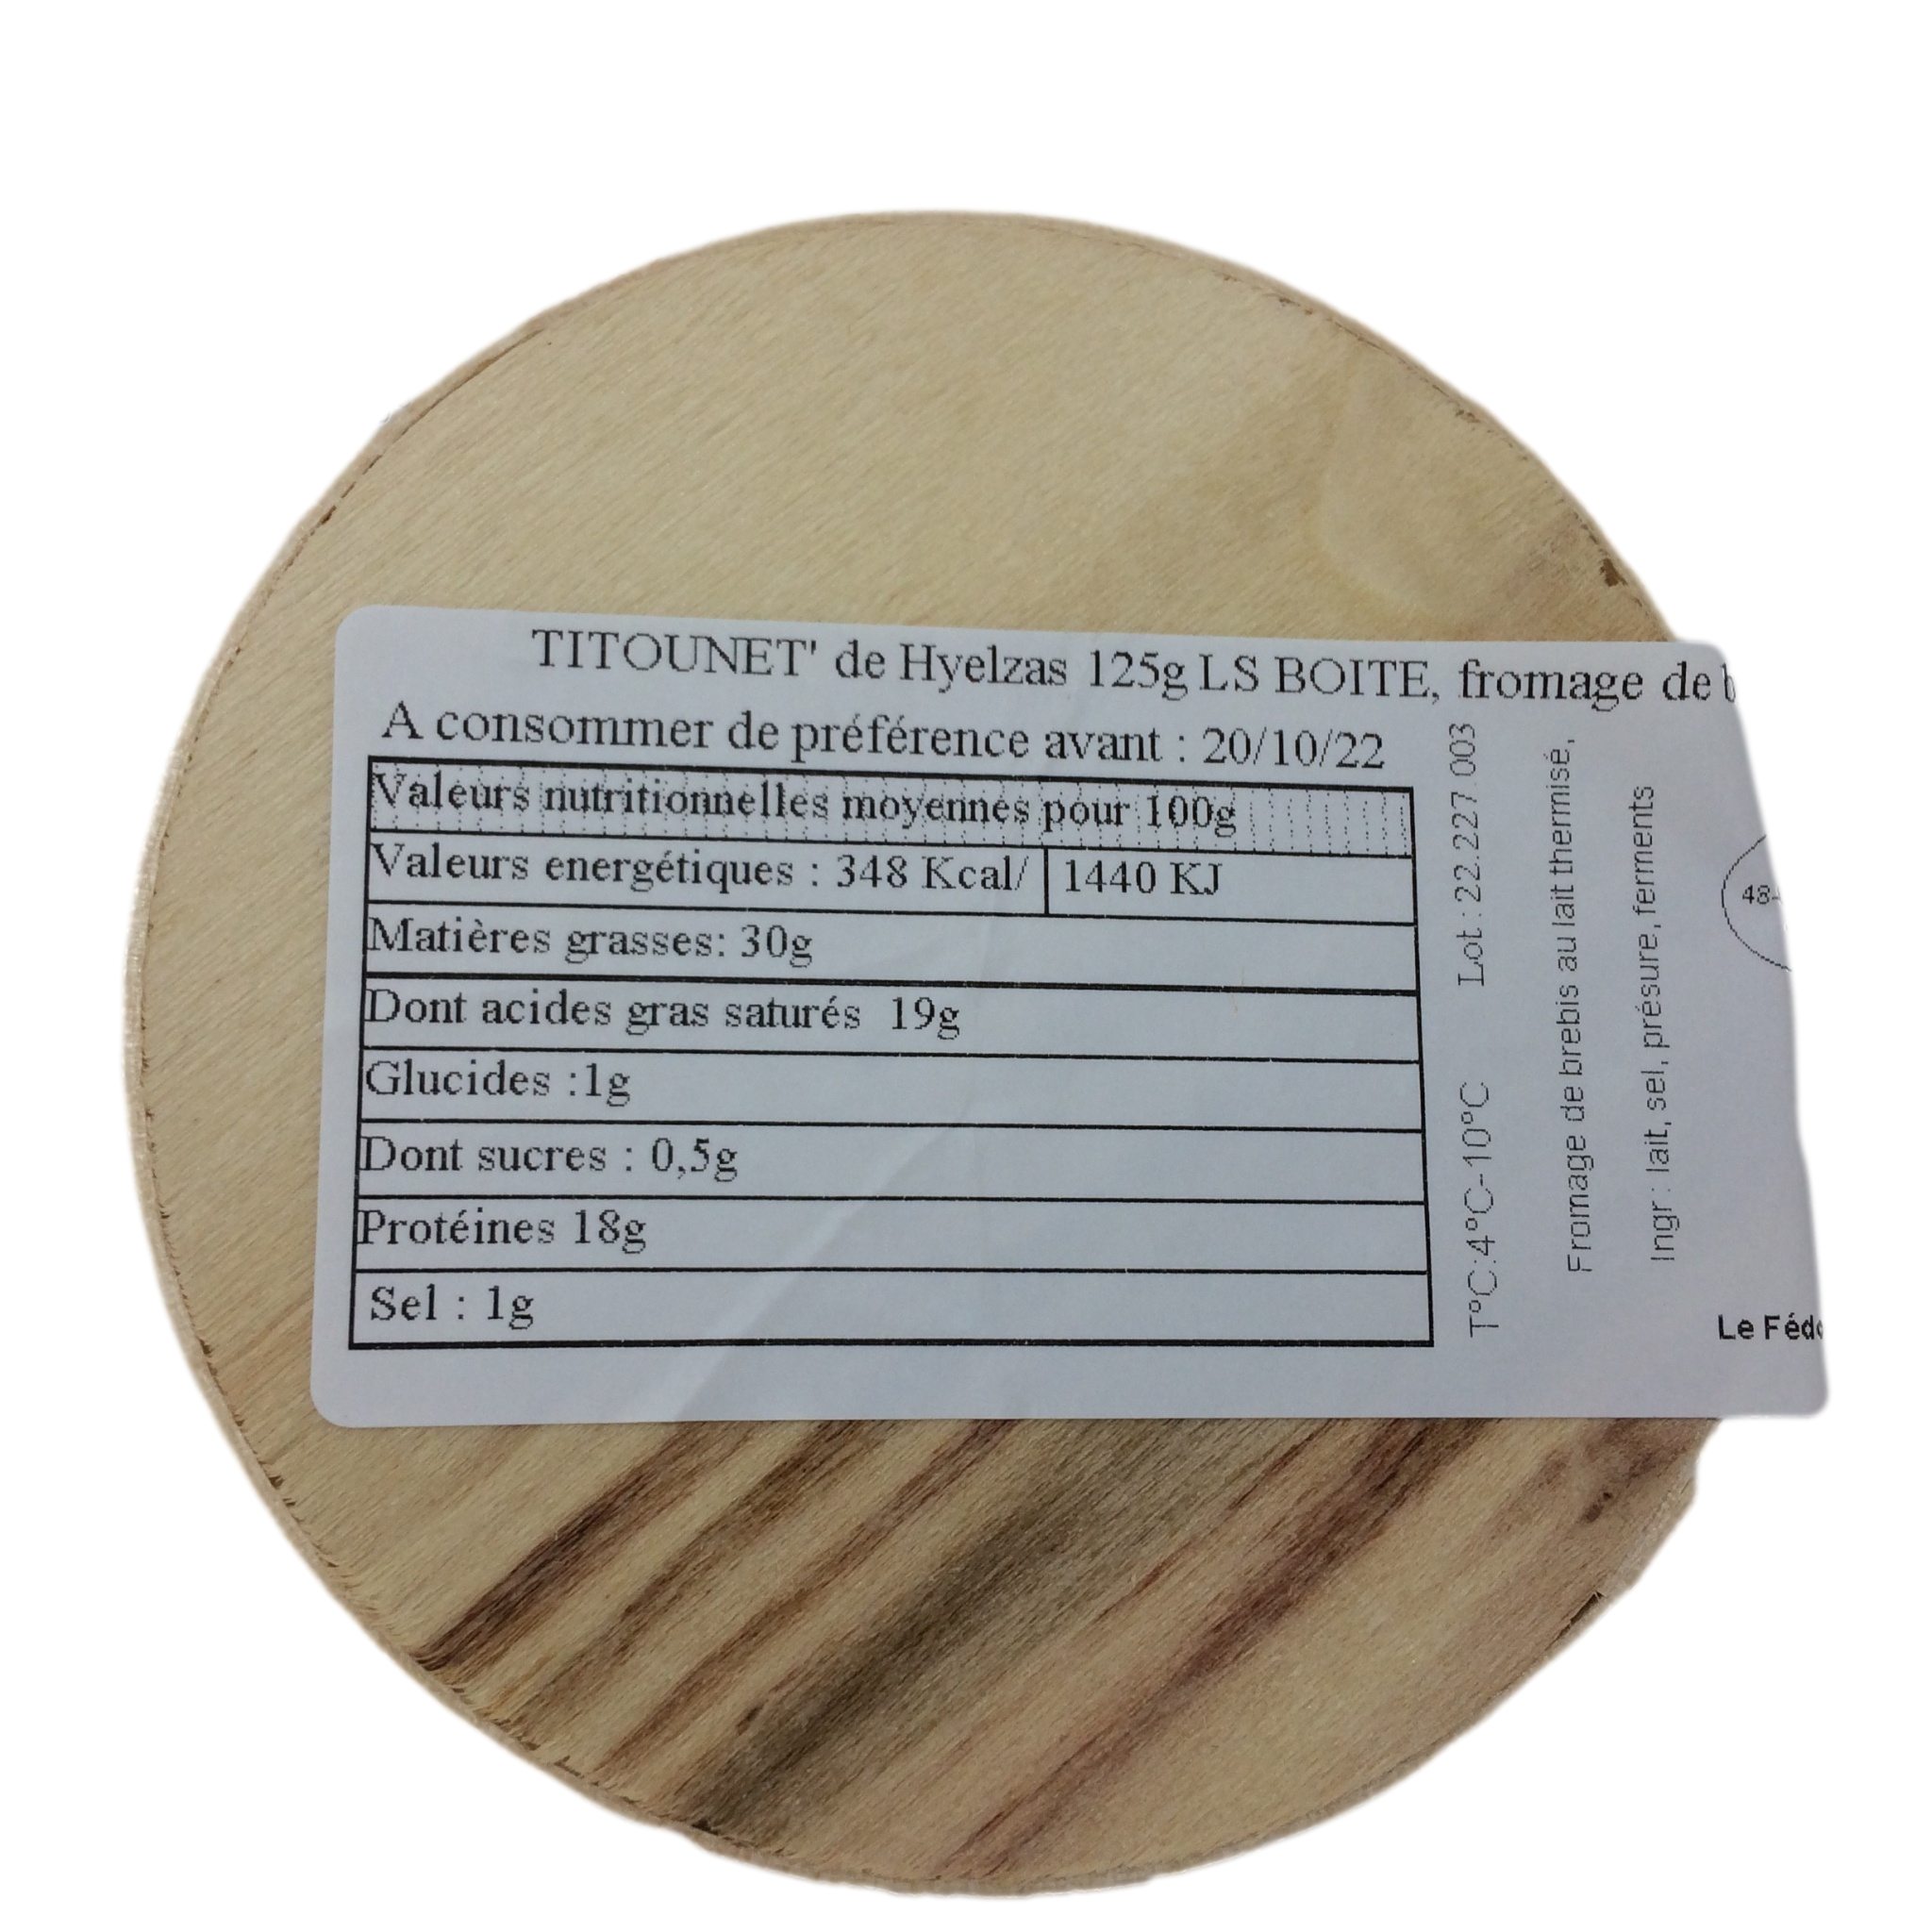 TITOUNET' de Hyelzas 125g LS BOITE, fromage de
A consommer de préférence avant : 20/10/22
Valeurs nutritionnelles moyennes pour 100g
Valeurs energétiques : 348 Kcal/ 1440 KJ
Matières grasses: 30g
Dont acides gras saturés 19g
Glucides :1g
Dont sucres : 0,5g
Protéines 18g
Sel : 1g
T°C:4°C-10°C Lot : 22.227 003
Fromage de brebis au lait thermisé,
Ingr : lait, sel, présure, ferments
48-
Le